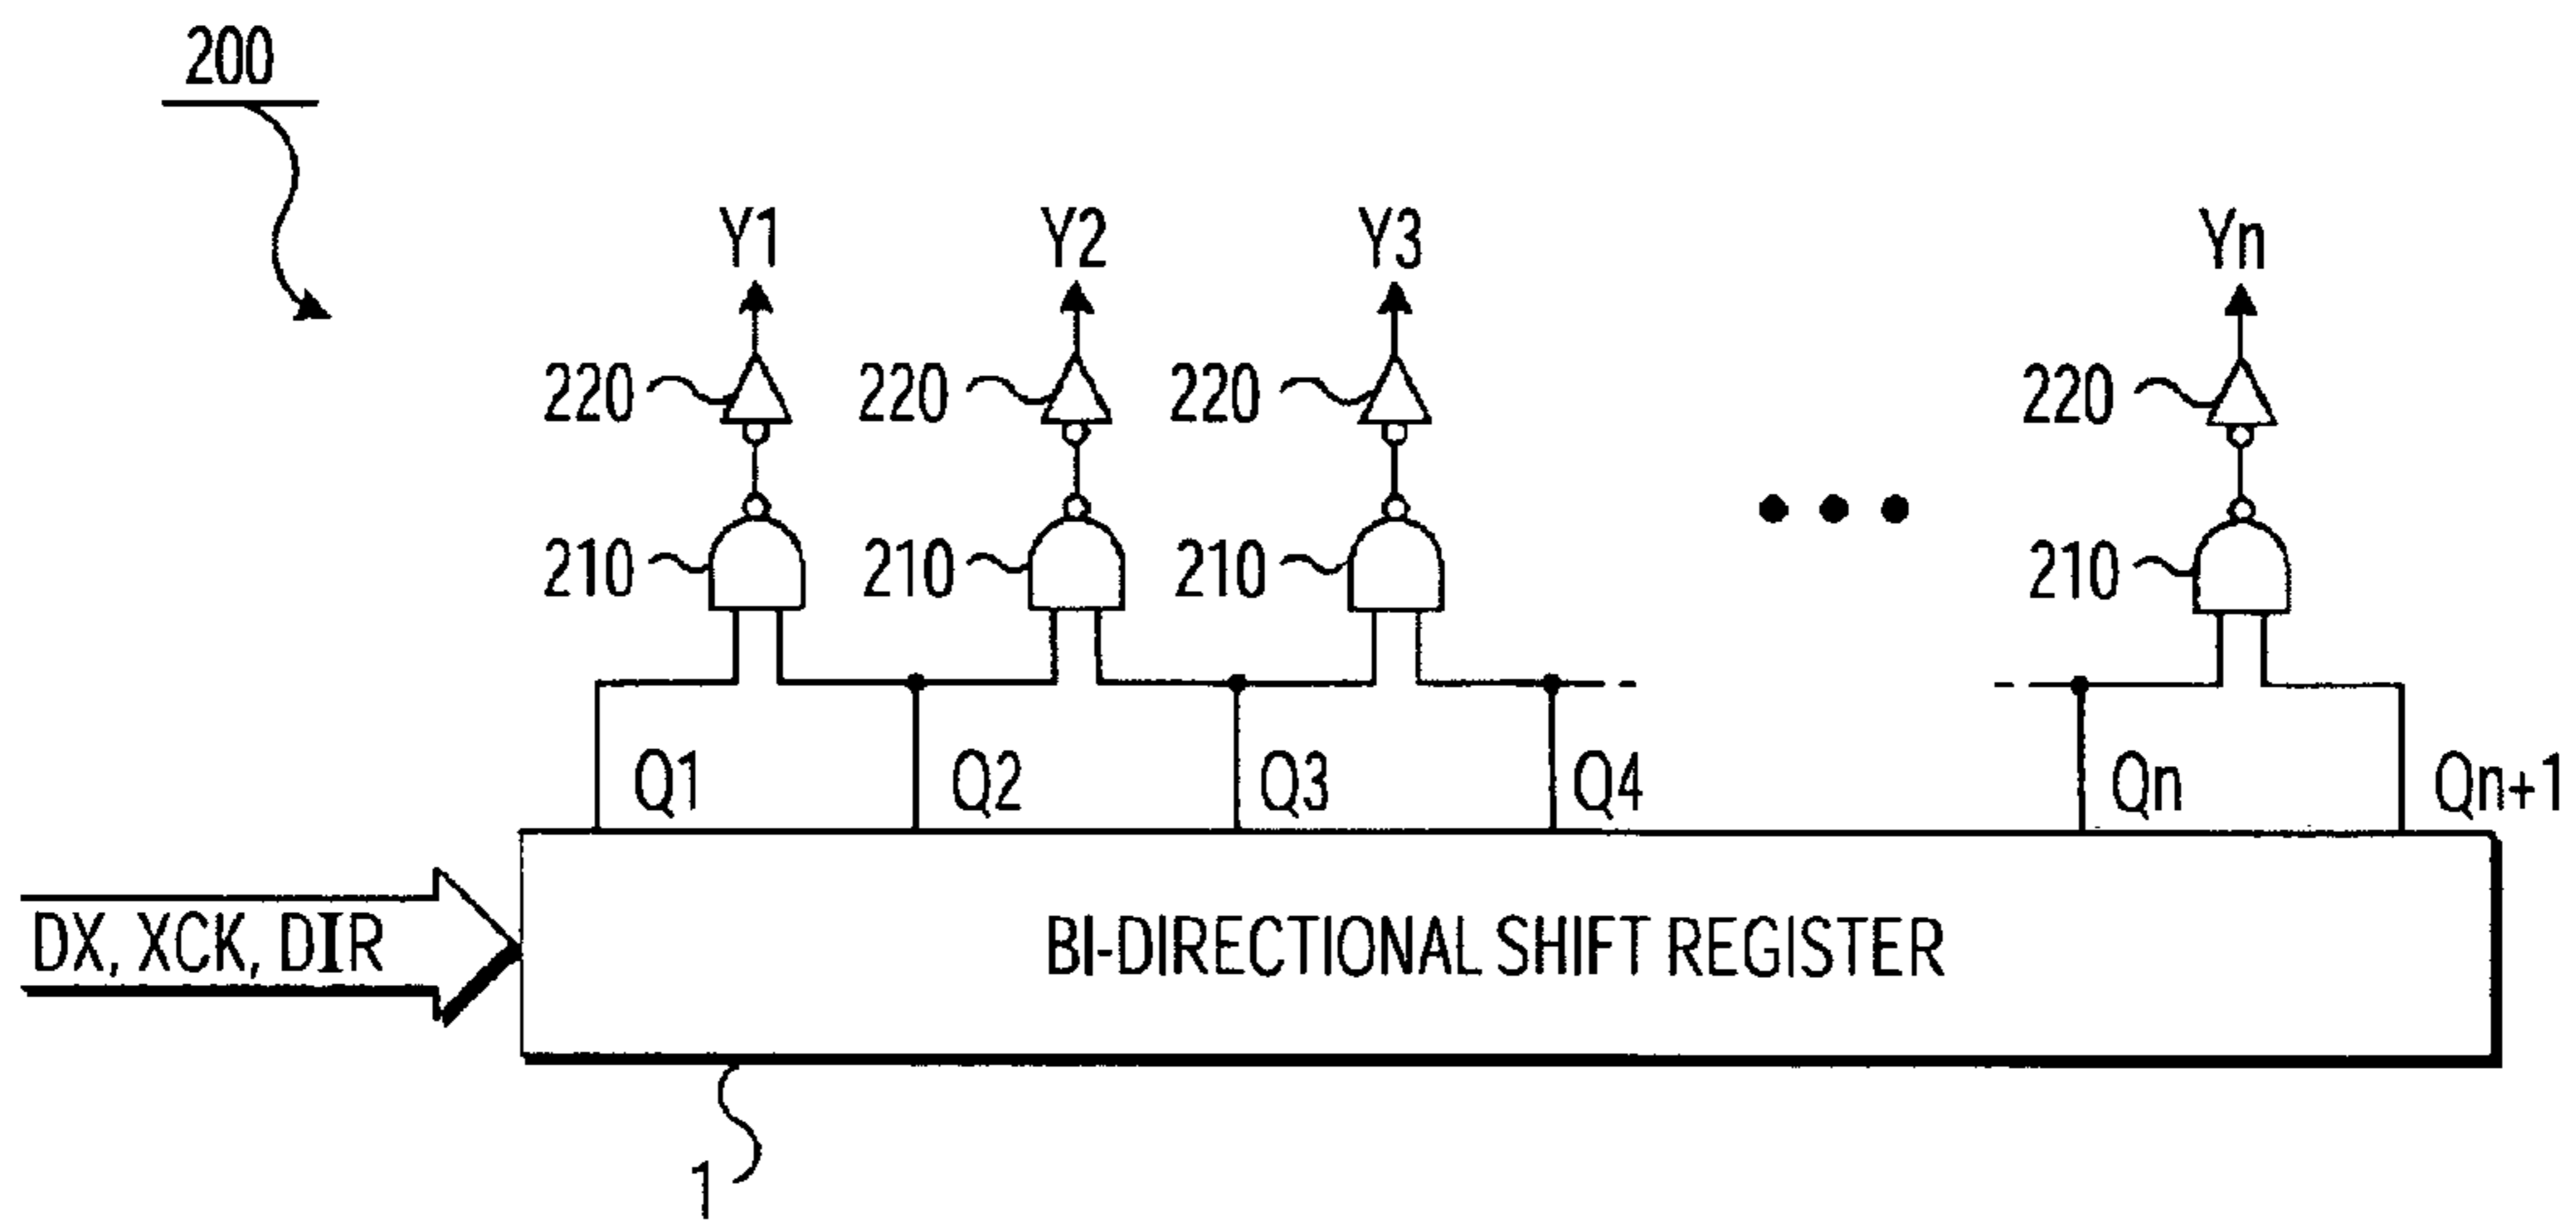 200
Y1 Y2 Y3 Yn
220 220 220 220
210 210 210 210
Q1 Q2 Q3 Q4 Qn Qn+1
DX, XCK, DIR
BI-DIRECTIONAL SHIFT REGISTER
1